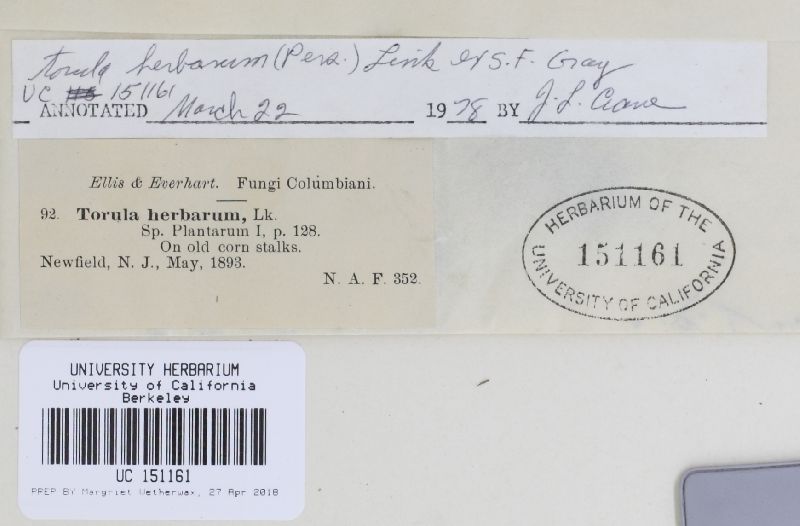 Torula herbarum (Pers.) Link ex S.F. Gray
UC 151161
ANNOTATED March 22 1978 BY J. L. Crane
Ellis & Everhart. Fungi Columbiani.
92. Torula herbarum, Lk.
Sp. Plantarum I, p. 128.
On old corn stalks.
Newfield, N. J., May, 1893.
N. A. F. 352.
HERBARIUM OF THE
151161
UNIVERSITY OF CALIFORNIA
UNIVERSITY HERBARIUM
University of California
Berkeley
UC 151161
PREP BY Margriet Wetherwax, 27 Apr 2018